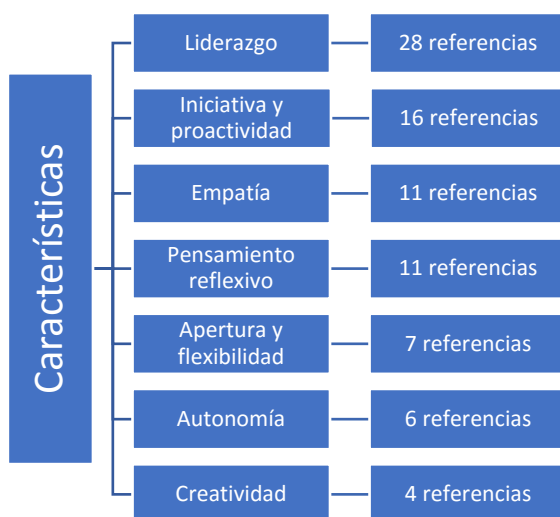 Características
Liderazgo
28 referencias
Iniciativa y
proactividad
16 referencias
Empatía
11 referencias
Pensamiento
reflexivo
11 referencias
Apertura y
flexibilidad
7 referencias
Autonomía
6 referencias
Creatividad
4 referencias